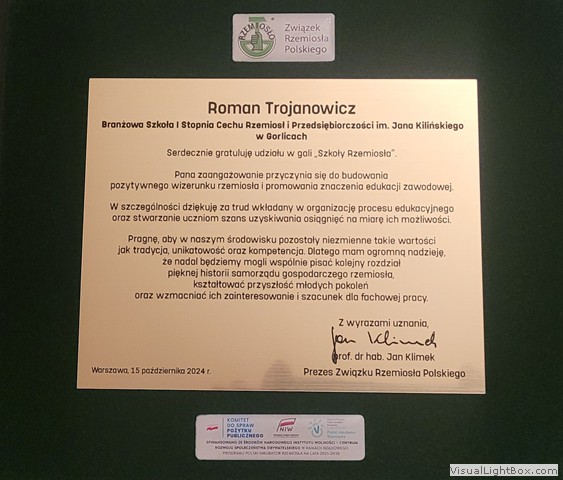 RZEMIOSŁO
Związek
Rzemiosła
Polskiego
Roman Trojanowicz
Branżowa Szkoła I Stopnia Cechu Rzemiosł i Przedsiębiorczości im. Jana Kilińskiego
w Gorlicach
Serdecznie gratuluję udziału w gali „Szkoły Rzemiosła”.
Pana zaangażowanie przyczynia się do budowania
pozytywnego wizerunku rzemiosła i promowania znaczenia edukacji zawodowej.
W szczególności dziękuję za trud wkładany w organizację procesu edukacyjnego
oraz stwarzanie uczniom szans uzyskiwania osiągnięć na miarę ich możliwości.
Pragnę, aby w naszym środowisku pozostały niezmienne takie wartości
jak tradycja, unikatowość oraz kompetencja. Dlatego mam ogromną nadzieję,
że nadal będziemy mogli wspólnie pisać kolejny rozdział
pięknej historii samorządu gospodarczego rzemiosła,
kształtować przyszłość młodych pokoleń
oraz wzmacniać ich zainteresowanie i szacunek dla fachowej pracy.
Z wyrazami uznania,
Jan Klimek
prof. dr hab. Jan Klimek
Warszawa, 15 października 2024 r.
Prezes Związku Rzemiosła Polskiego
KOMITET
DO SPRAW
POŻYTKU
PUBLICZNEGO
NIW
VisualLightBox.com